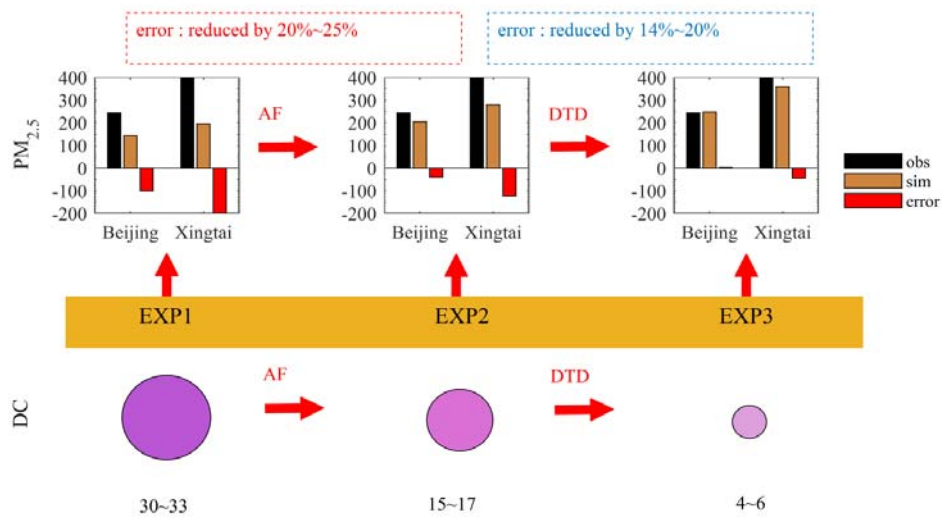 error : reduced by 20%~25%
error : reduced by 14%~20%
PM2.5
400
300
200
100
0
-100
-200
Beijing
Xingtai
AF
400
300
200
100
0
-100
-200
Beijing
Xingtai
DTD
400
300
200
100
0
-100
-200
Beijing
Xingtai
obs
sim
error
EXP1
EXP2
EXP3
DC
AF
DTD
30~33
15~17
4~6